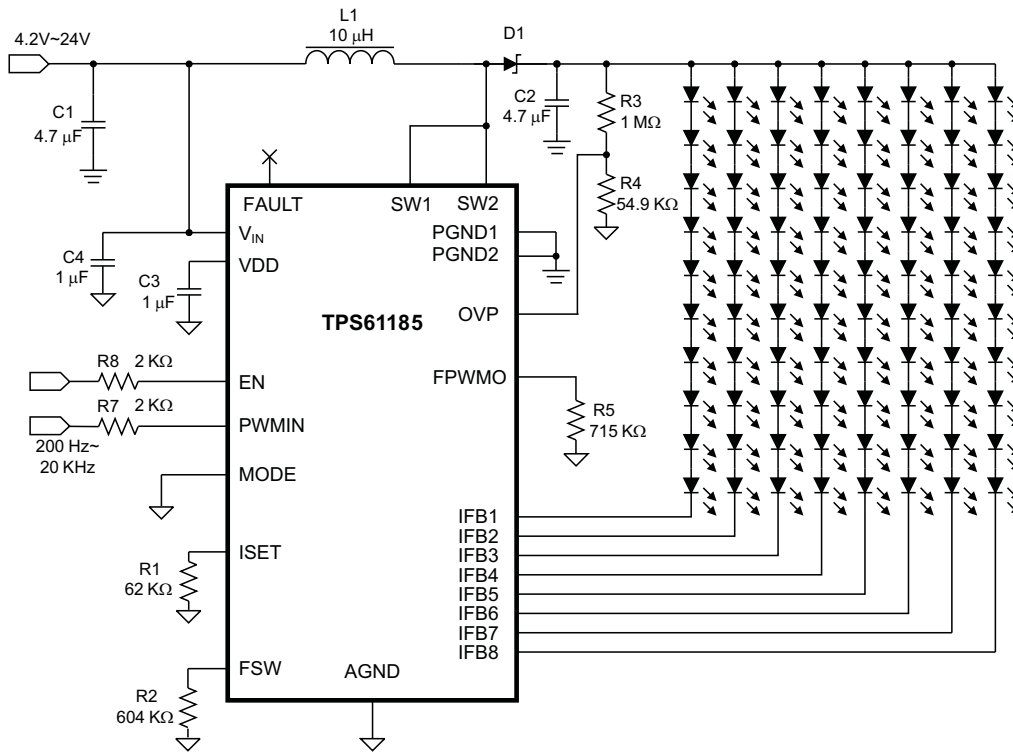 L1
10 μH
4.2V~24V
D1
C1
4.7 μF
C2
4.7 μF
R3
1 MΩ
R4
54.9 KΩ
FAULT
SW1
SW2
VIN
PGND1
PGND2
VDD
C4
1 μF
C3
1 μF
TPS61185
OVP
R8
2 KΩ
EN
FPWMO
R7
2 KΩ
PWMIN
R5
715 KΩ
200 Hz~
20 KHz
MODE
IFB1
IFB2
IFB3
IFB4
IFB5
IFB6
IFB7
IFB8
ISET
R1
62 KΩ
FSW
AGND
R2
604 KΩ